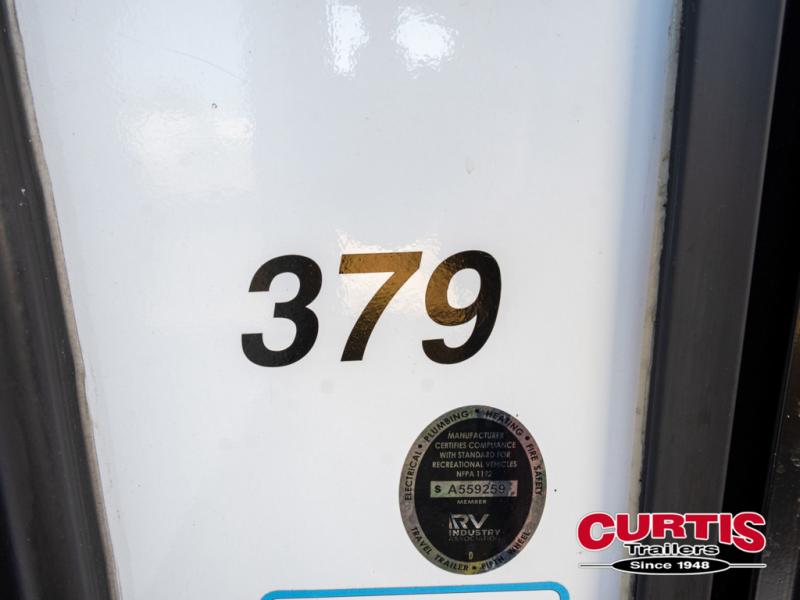 379
ELECTRICAL • PLUMBING • HEATING • FIRE SAFETY
MANUFACTURER
CERTIFIES COMPLIANCE
WITH STANDARD FOR
RECREATIONAL VEHICLES
NFPA 1192
S A559259
MEMBER
RV
INDUSTRY
ASSOCIATION
D
TRAVEL TRAILER • FIFTH WHEEL
CURTIS
Trailers
Since 1948